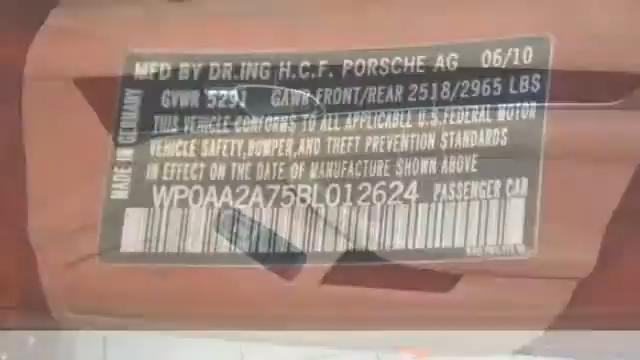 MFD BY DR.ING H.C.F. PORSCHE AG 06/10
GVWR 5291 GAWR FRONT/REAR 2518/2965 LBS
THIS VEHICLE CONFORMS TO ALL APPLICABLE U.S. FEDERAL MOTOR
VEHICLE SAFETY, BUMPER, AND THEFT PREVENTION STANDARDS
IN EFFECT ON THE DATE OF MANUFACTURE SHOWN ABOVE
WP0AA2A75BL012624 PASSENGER CAR
MADE IN GERMANY